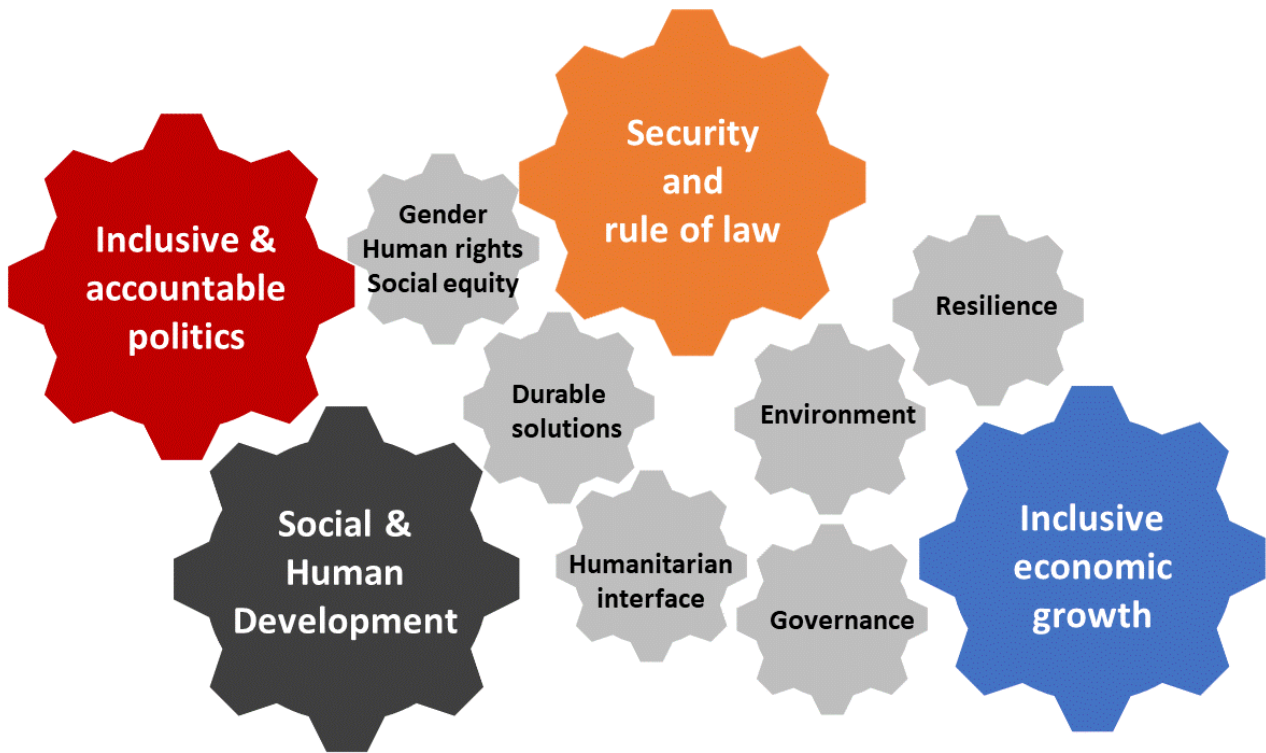 Security
and
rule of law
Inclusive &
accountable
politics
Gender
Human rights
Social equity
Resilience
Durable
solutions
Environment
Social &
Human
Development
Humanitarian
interface
Governance
Inclusive
economic
growth